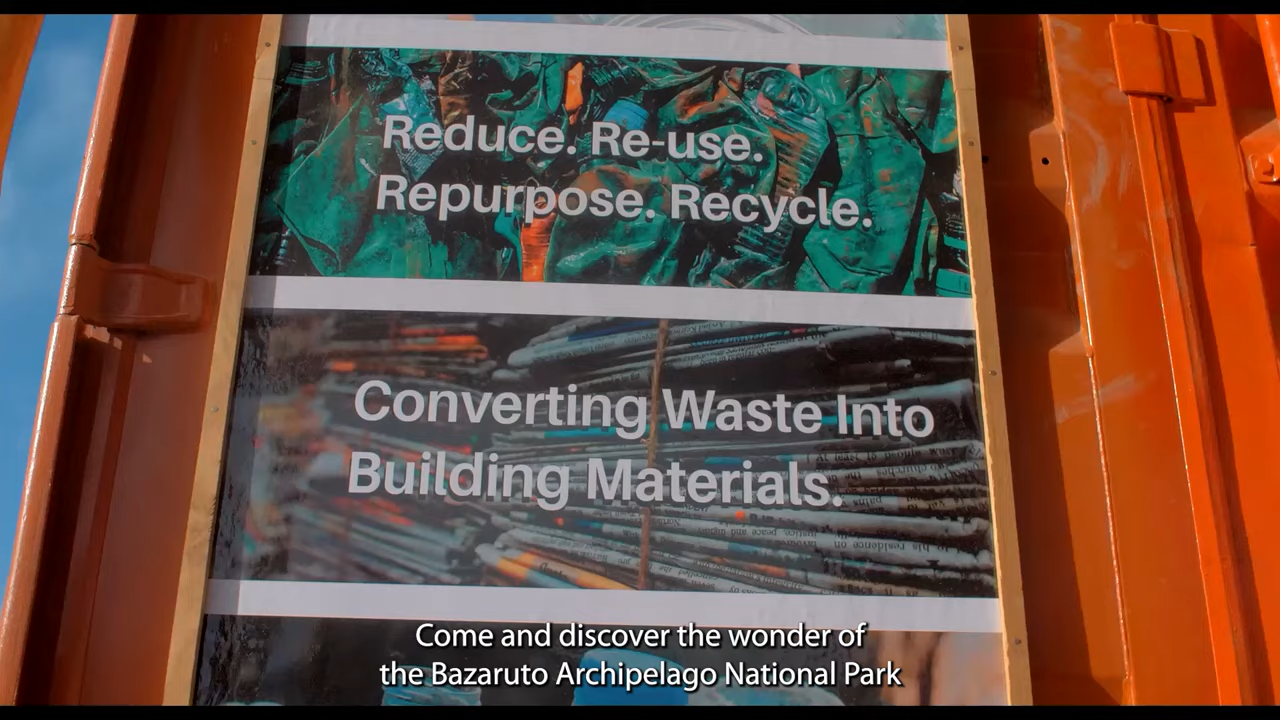 Reduce. Re-use.
Repurpose. Recycle.
Converting Waste Into
Building Materials.
Come and discover the wonder of
the Bazaruto Archipelago National Park